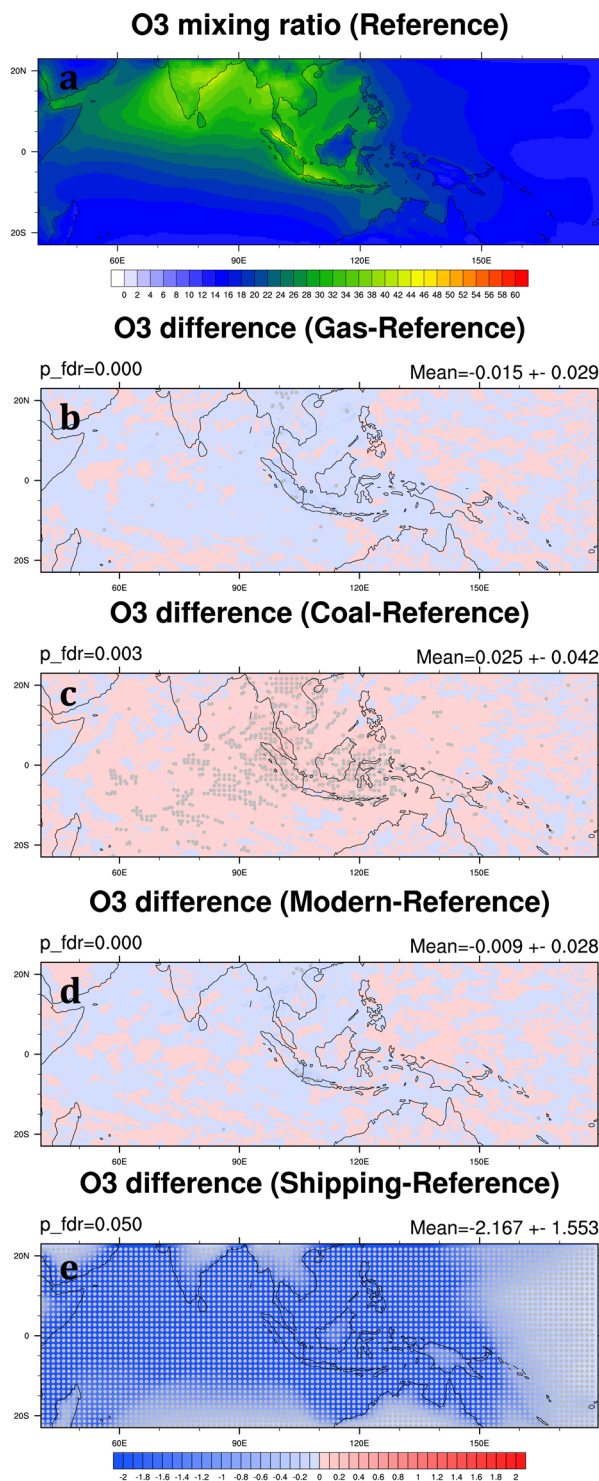 O3 mixing ratio (Reference)
a
20N
0
20S
60E 90E 120E 150E
0 2 4 6 8 10 12 14 16 18 20 22 24 26 28 30 32 34 36 38 40 42 44 46 48 50 52 54 56 58 60
O3 difference (Gas-Reference)
p_fdr=0.000 Mean=-0.015 +- 0.029
b
20N
0
20S
60E 90E 120E 150E
O3 difference (Coal-Reference)
p_fdr=0.003 Mean=0.025 +- 0.042
c
20N
0
20S
60E 90E 120E 150E
O3 difference (Modern-Reference)
p_fdr=0.000 Mean=-0.009 +- 0.028
d
20N
0
20S
60E 90E 120E 150E
O3 difference (Shipping-Reference)
p_fdr=0.050 Mean=-2.167 +- 1.553
e
20N
0
20S
60E 90E 120E 150E
-2 -1.8 -1.6 -1.4 -1.2 -1 -0.8 -0.6 -0.4 -0.2 0 0.2 0.4 0.6 0.8 1 1.2 1.4 1.6 1.8 2